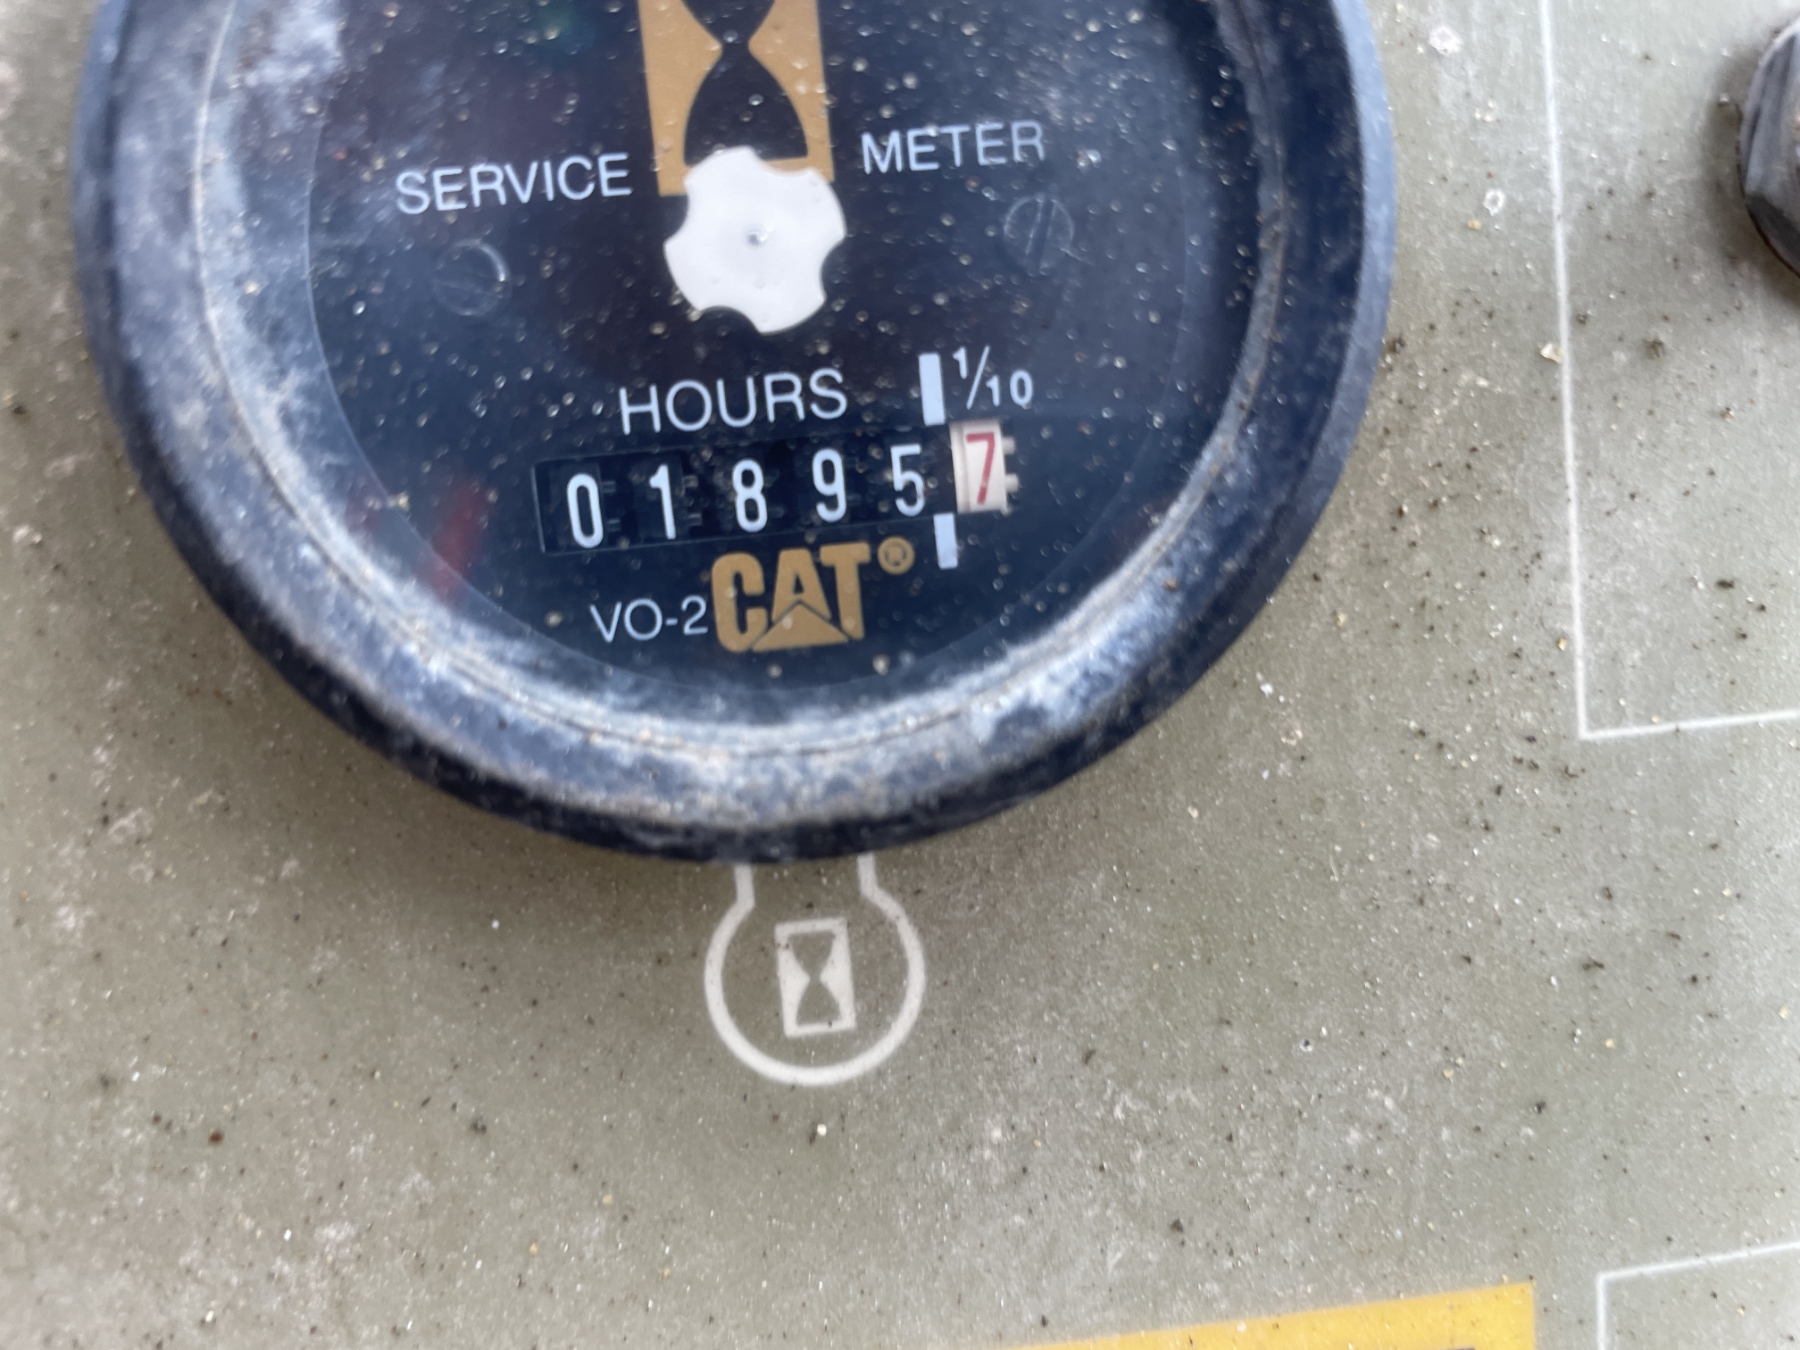 SERVICE METER
HOURS 1/10
018957
VO-2 CAT®